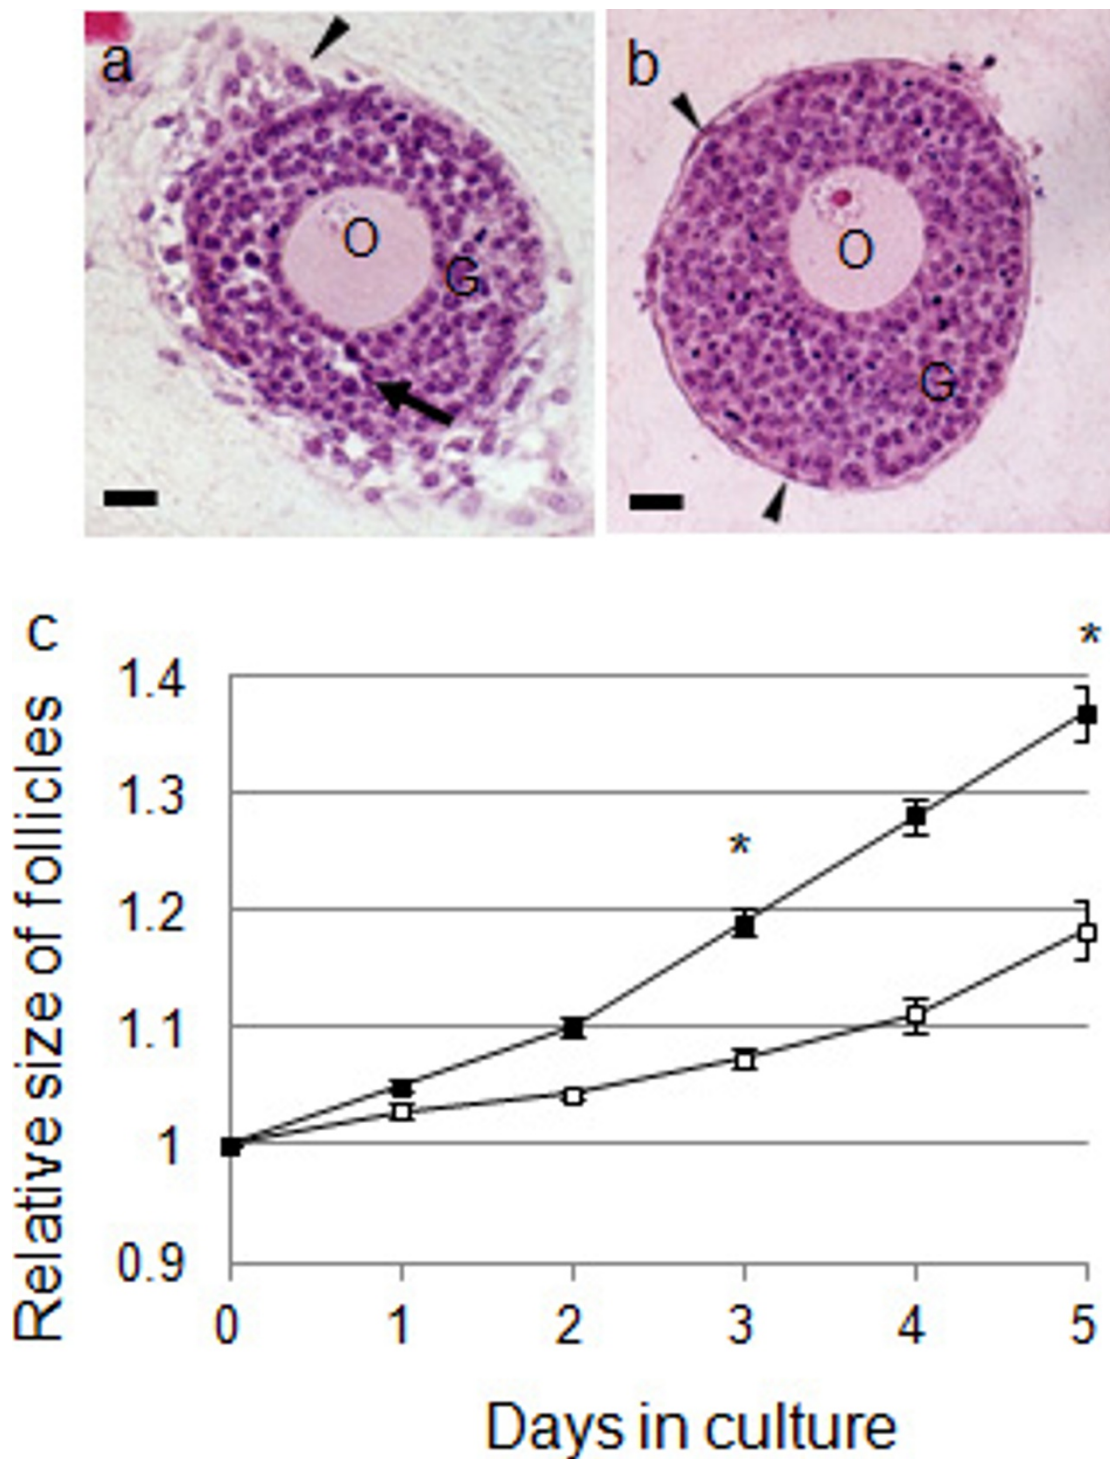 a
b
O
O
G
G
c
*
1.4
1.3
*
1.2
1.1
1
0.9
Relative size of follicles
0 1 2 3 4 5
Days in culture